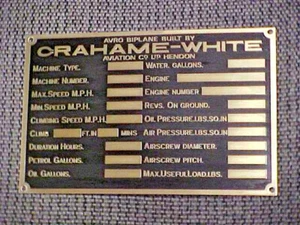 AVRO BIPLANE BUILT BY
GRAHAME-WHITE
AVIATION CO LTD HENDON
MACHINE TYPE. WATER, GALLONS.
MACHINE NUMBER. ENGINE
MAX.SPEED M.P.H. ENGINE NUMBER
MIN.SPEED M.P.H. REVS. ON GROUND.
CLIMBING SPEED M.P.H. OIL PRESSURE.LBS.SQ.IN
CLIMB FT.IN MINS AIR PRESSURE.LBS.SQ.IN
DURATION HOURS. AIRSCREW DIAMETER.
PETROL GALLONS. AIRSCREW PITCH.
OIL GALLONS. MAX.USEFUL LOAD.LBS.